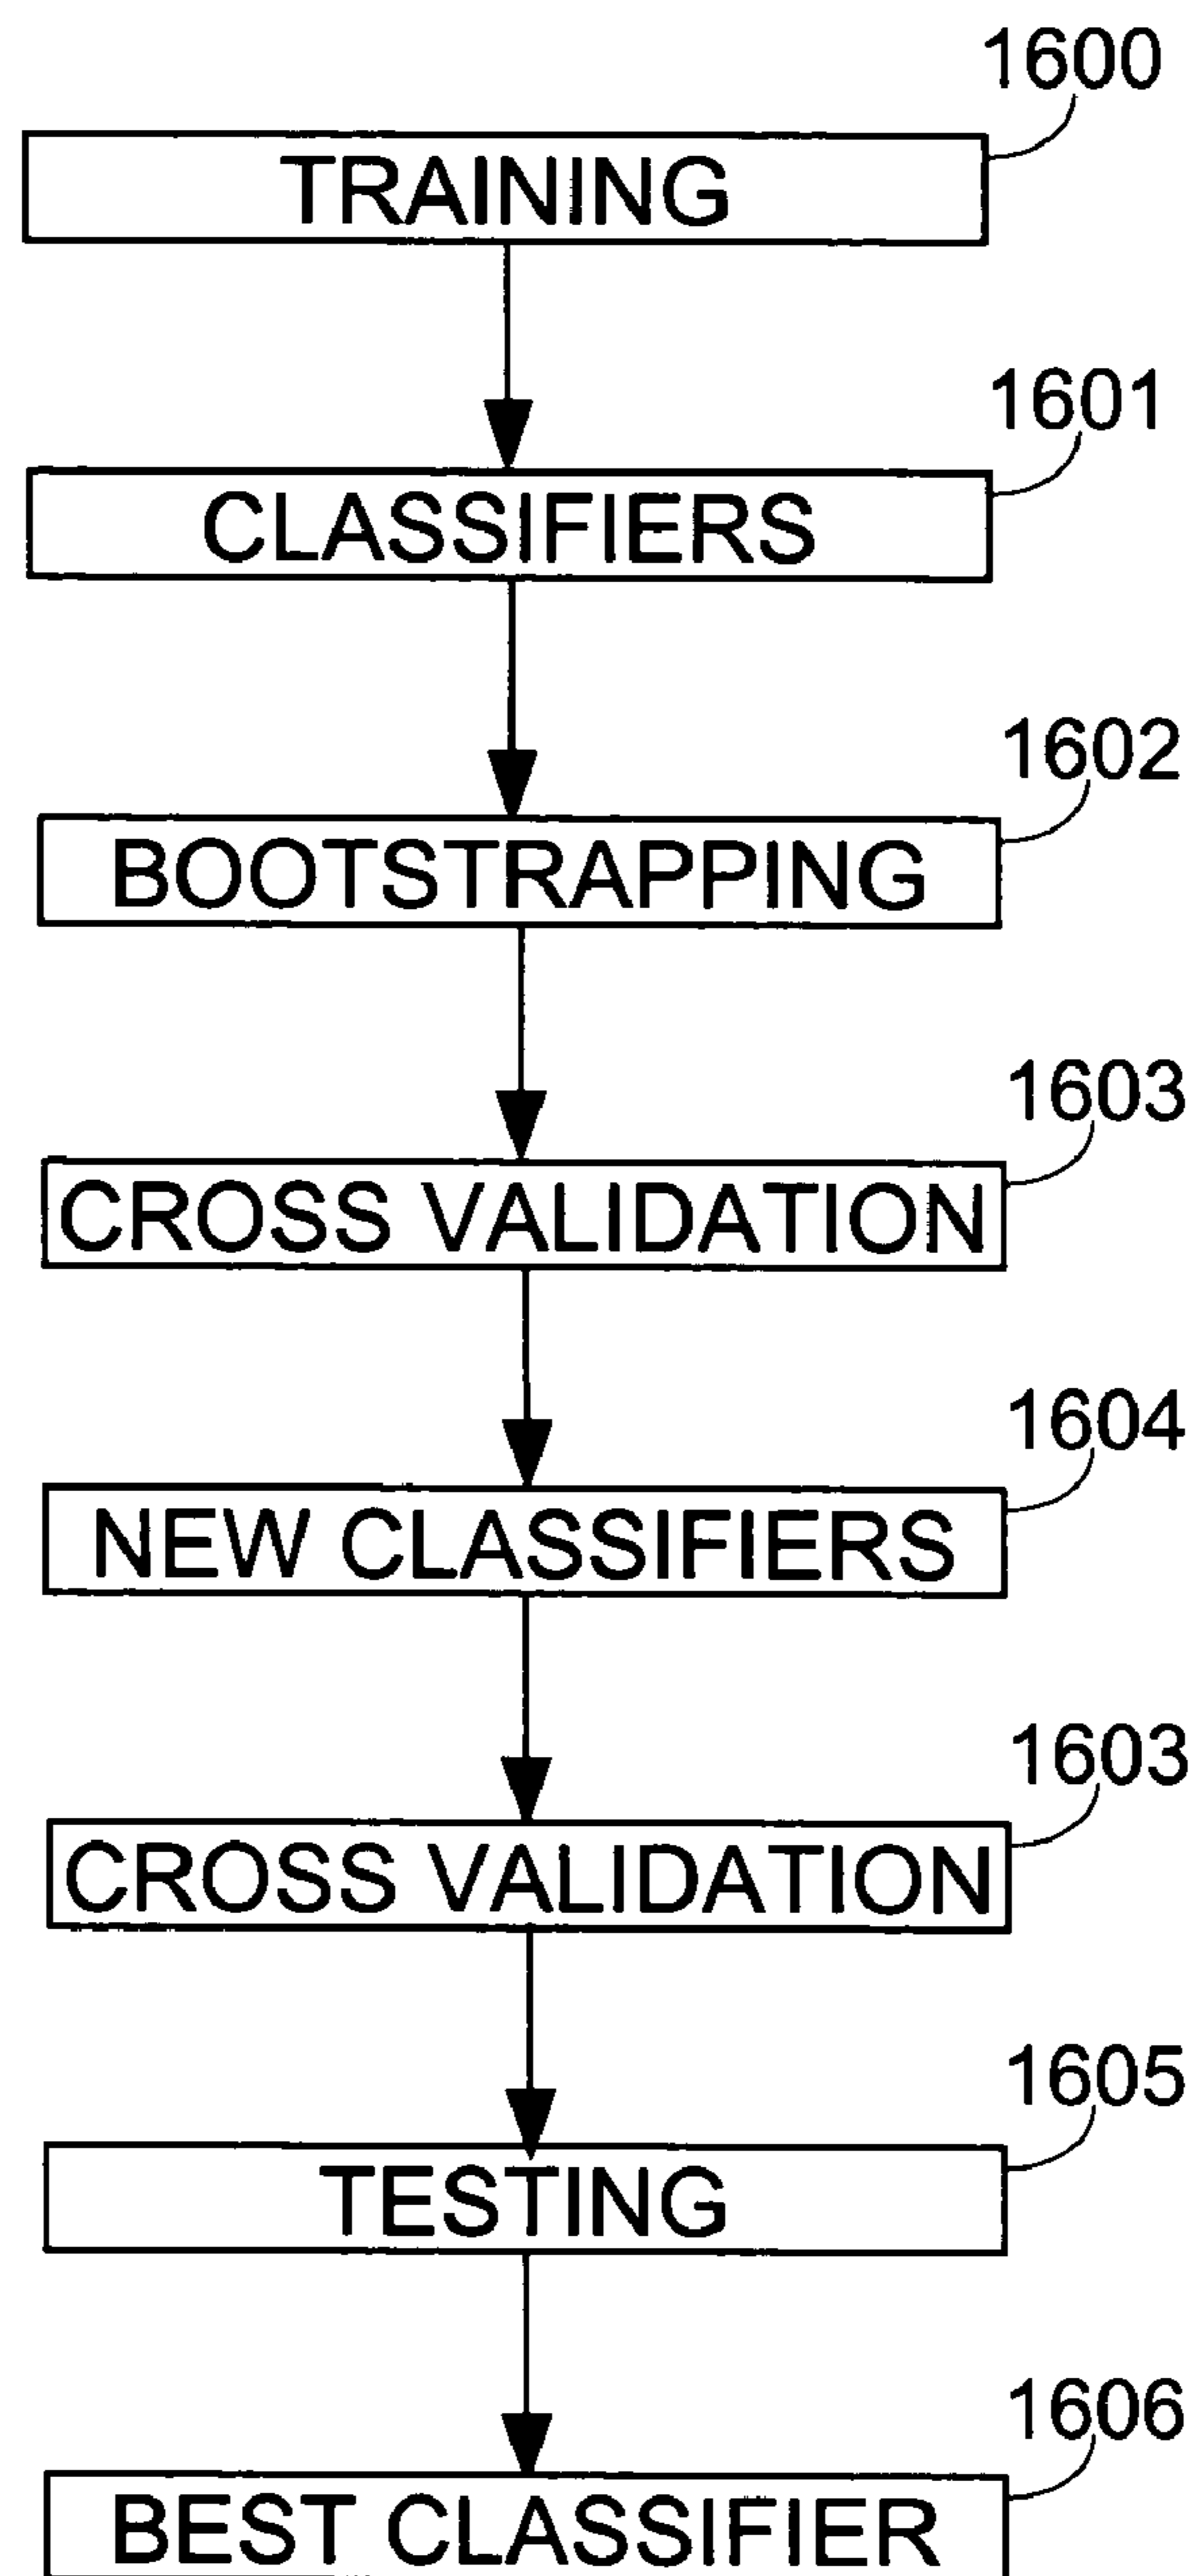 1600
TRAINING
1601
CLASSIFIERS
1602
BOOTSTRAPPING
1603
CROSS VALIDATION
1604
NEW CLASSIFIERS
1603
CROSS VALIDATION
1605
TESTING
1606
BEST CLASSIFIER